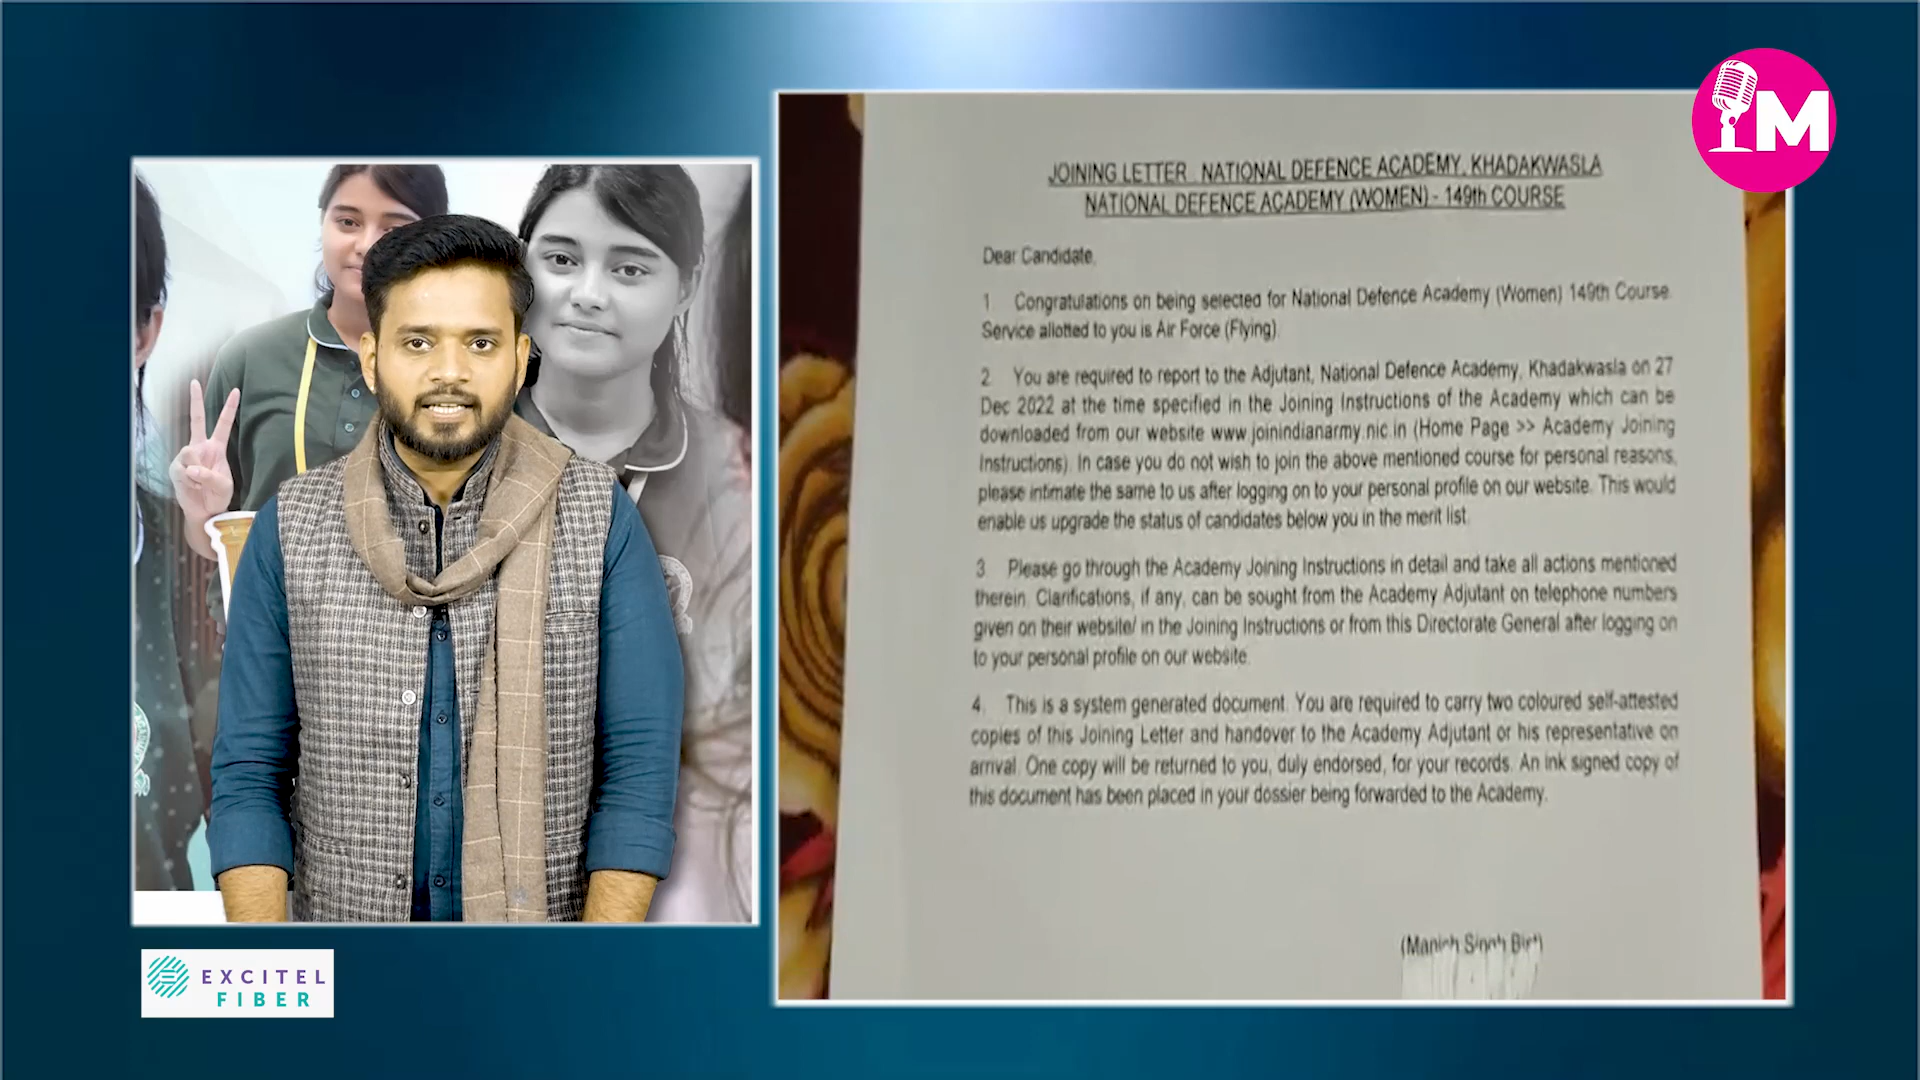 M
JOINING LETTER NATIONAL DEFENCE ACADEMY, KHADAKWASLA
NATIONAL DEFENCE ACADEMY (WOMEN) - 149th COURSE
Dear Candidate,
1. Congratulations on being selected for National Defence Academy (Women) 149th Course.
Service allotted to you is Air Force (Flying).
2. You are required to report to the Adjutant, National Defence Academy, Khadakwasla on 27
Dec 2022 at the time specified in the Joining Instructions of the Academy which can be
downloaded from our website www.joinindianarmy.nic.in (Home Page >> Academy Joining
Instructions). In case you do not wish to join the above mentioned course for personal reasons,
please intimate the same to us after logging on to your personal profile on our website. This would
enable us upgrade the status of candidates below you in the merit list.
3. Please go through the Academy Joining Instructions in detail and take all actions mentioned
therein. Clarifications, if any, can be sought from the Academy Adjutant on telephone numbers
given on their website/ in the Joining Instructions or from this Directorate General after logging on
to your personal profile on our website.
4. This is a system generated document. You are required to carry two coloured self-attested
copies of this Joining Letter and handover to the Academy Adjutant or his representative on
arrival. One copy will be returned to you, duly endorsed, for your records. An Ink signed copy of
this document has been placed in your dossier being forwarded to the Academy.
(Manish Singh
EXCITEL
FIBER